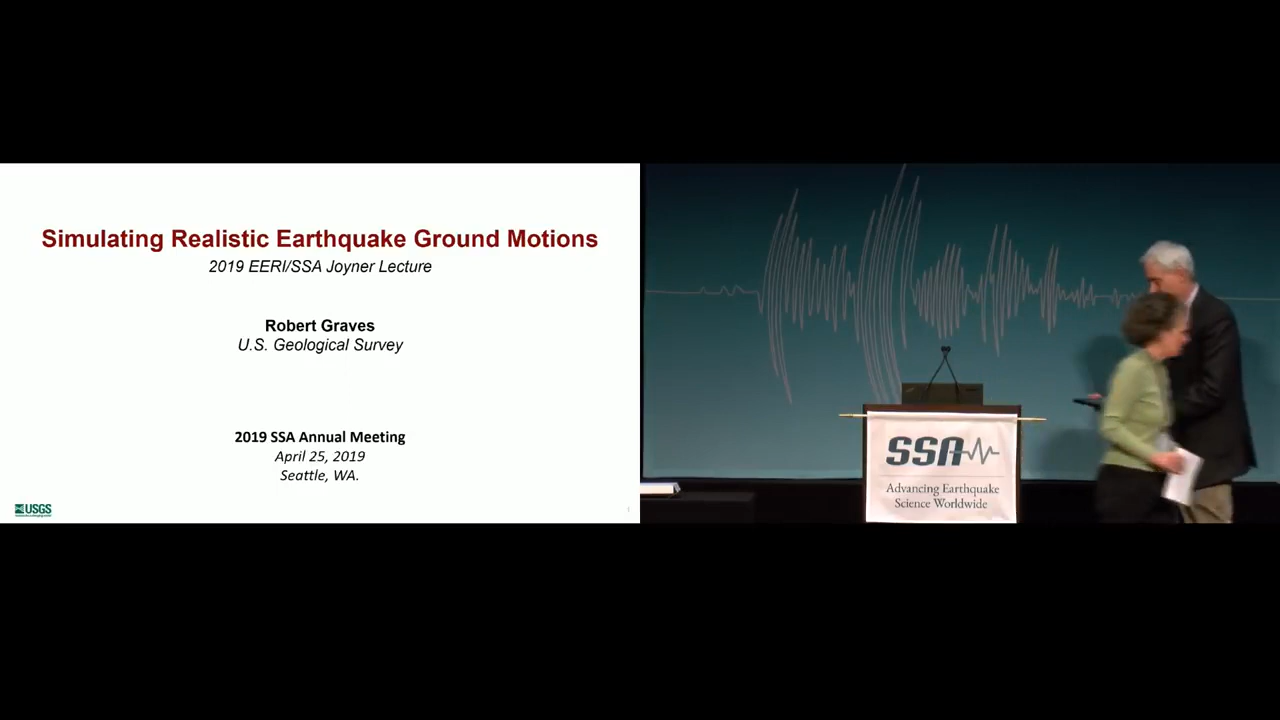 Simulating Realistic Earthquake Ground Motions
2019 EERI/SSA Joyner Lecture
Robert Graves
U.S. Geological Survey
2019 SSA Annual Meeting
April 25, 2019
Seattle, WA.
USGS
1
SSA
Advancing Earthquake
Science Worldwide